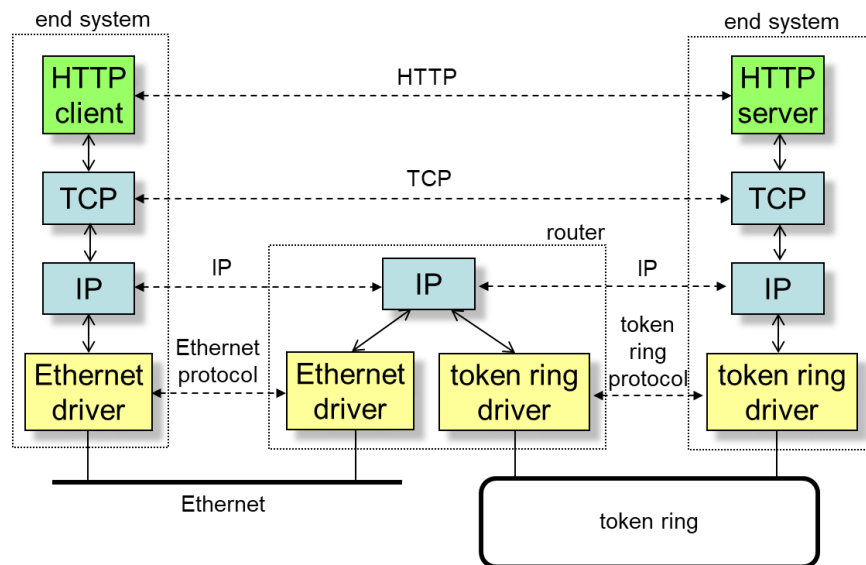 end system
end system
HTTP
client
HTTP
HTTP
server
TCP
TCP
TCP
router
IP
IP
IP
IP
IP
Ethernet
driver
Ethernet
protocol
Ethernet
driver
token ring
driver
token
ring
protocol
token ring
driver
Ethernet
token ring